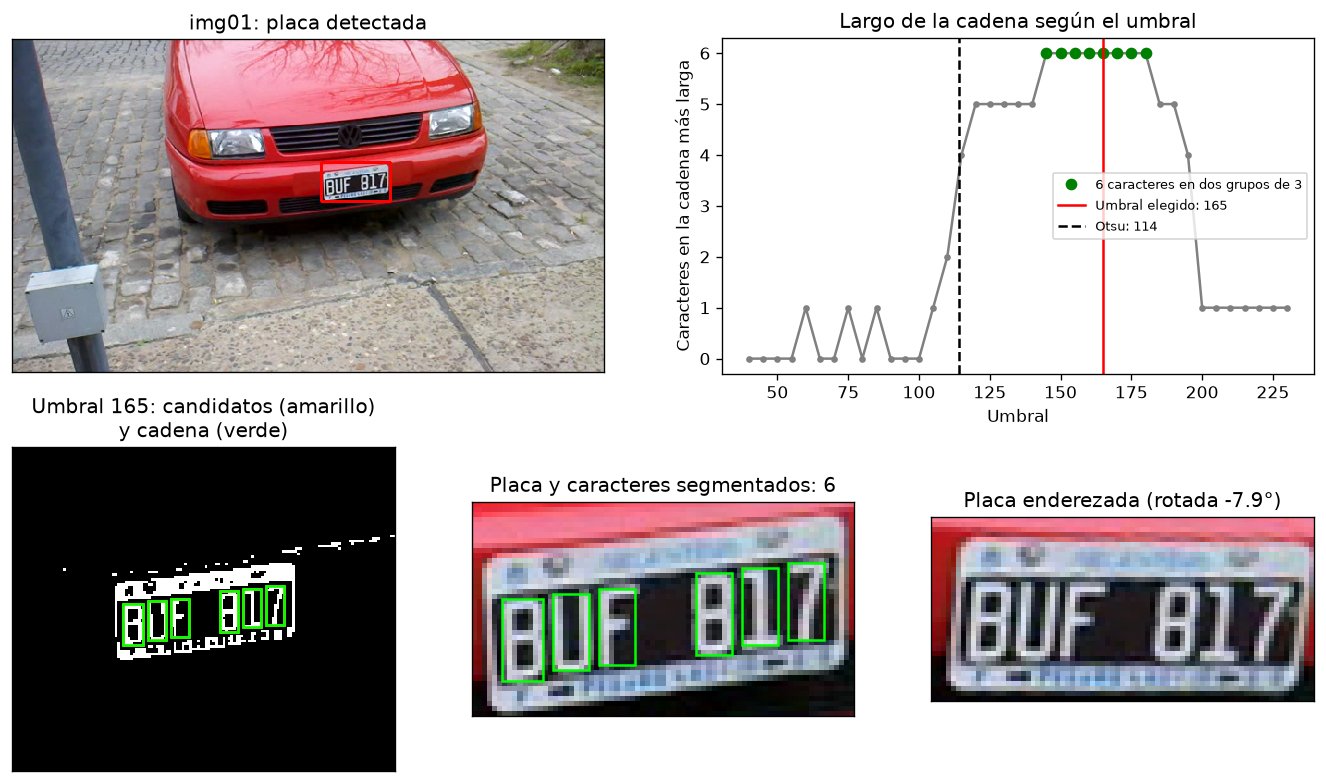 img01: placa detectada
BUF 817
Largo de la cadena según el umbral
Caracteres en la cadena más larga
6
5
4
3
2
1
0
6 caracteres en dos grupos de 3
Umbral elegido: 165
Otsu: 114
50 75 100 125 150 175 200 225
Umbral
Umbral 165: candidatos (amarillo)
y cadena (verde)
BUF 817
Placa y caracteres segmentados: 6
BUF 817
Placa enderezada (rotada -7.9°)
BUF 817